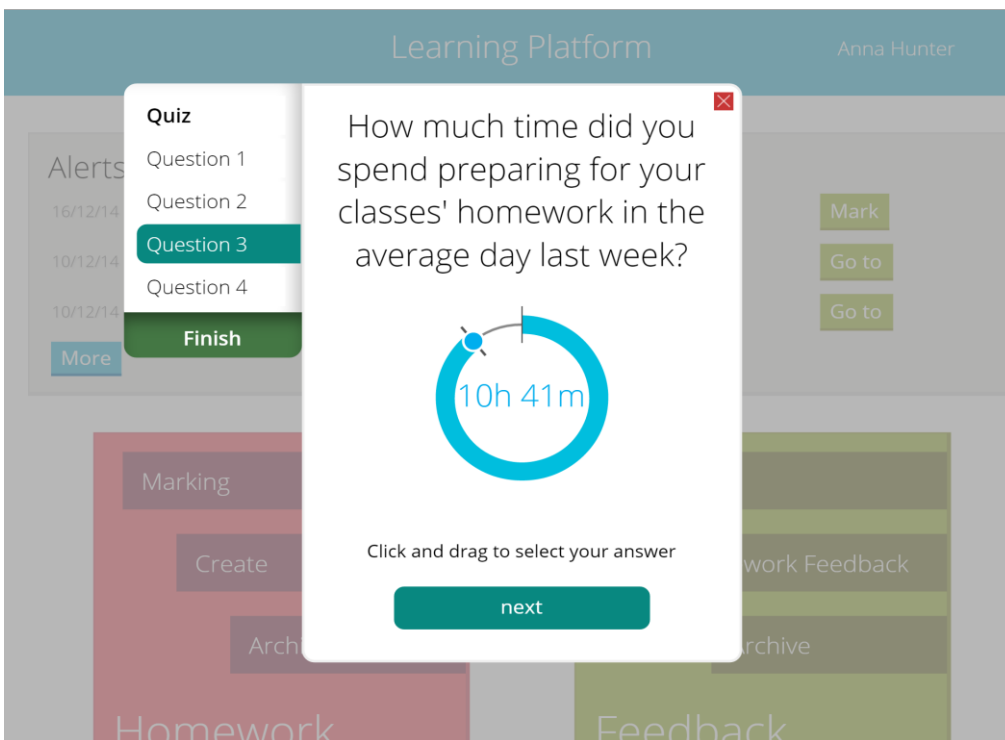 Learning Platform
Anna Hunter
Quiz
Question 1
Question 2
Question 3
Question 4
Finish
How much time did you
spend preparing for your
classes' homework in the
average day last week?
10h 41m
Click and drag to select your answer
next
Alerts
16/12/14
Mark
10/12/14
Go to
10/12/14
Go to
More
Marking
Create
Homework
Feedback
Archive
Feedback